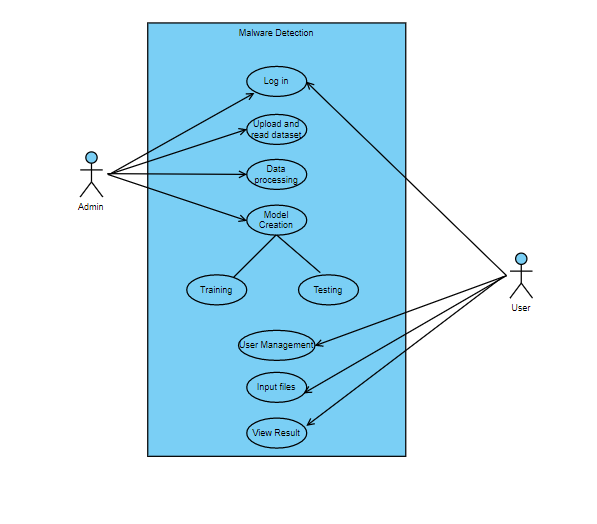 Malware Detection
Log in
Upload and
read dataset
Data
processing
Admin
Model
Creation
Training
Testing
User
User Management
Input files
View Result